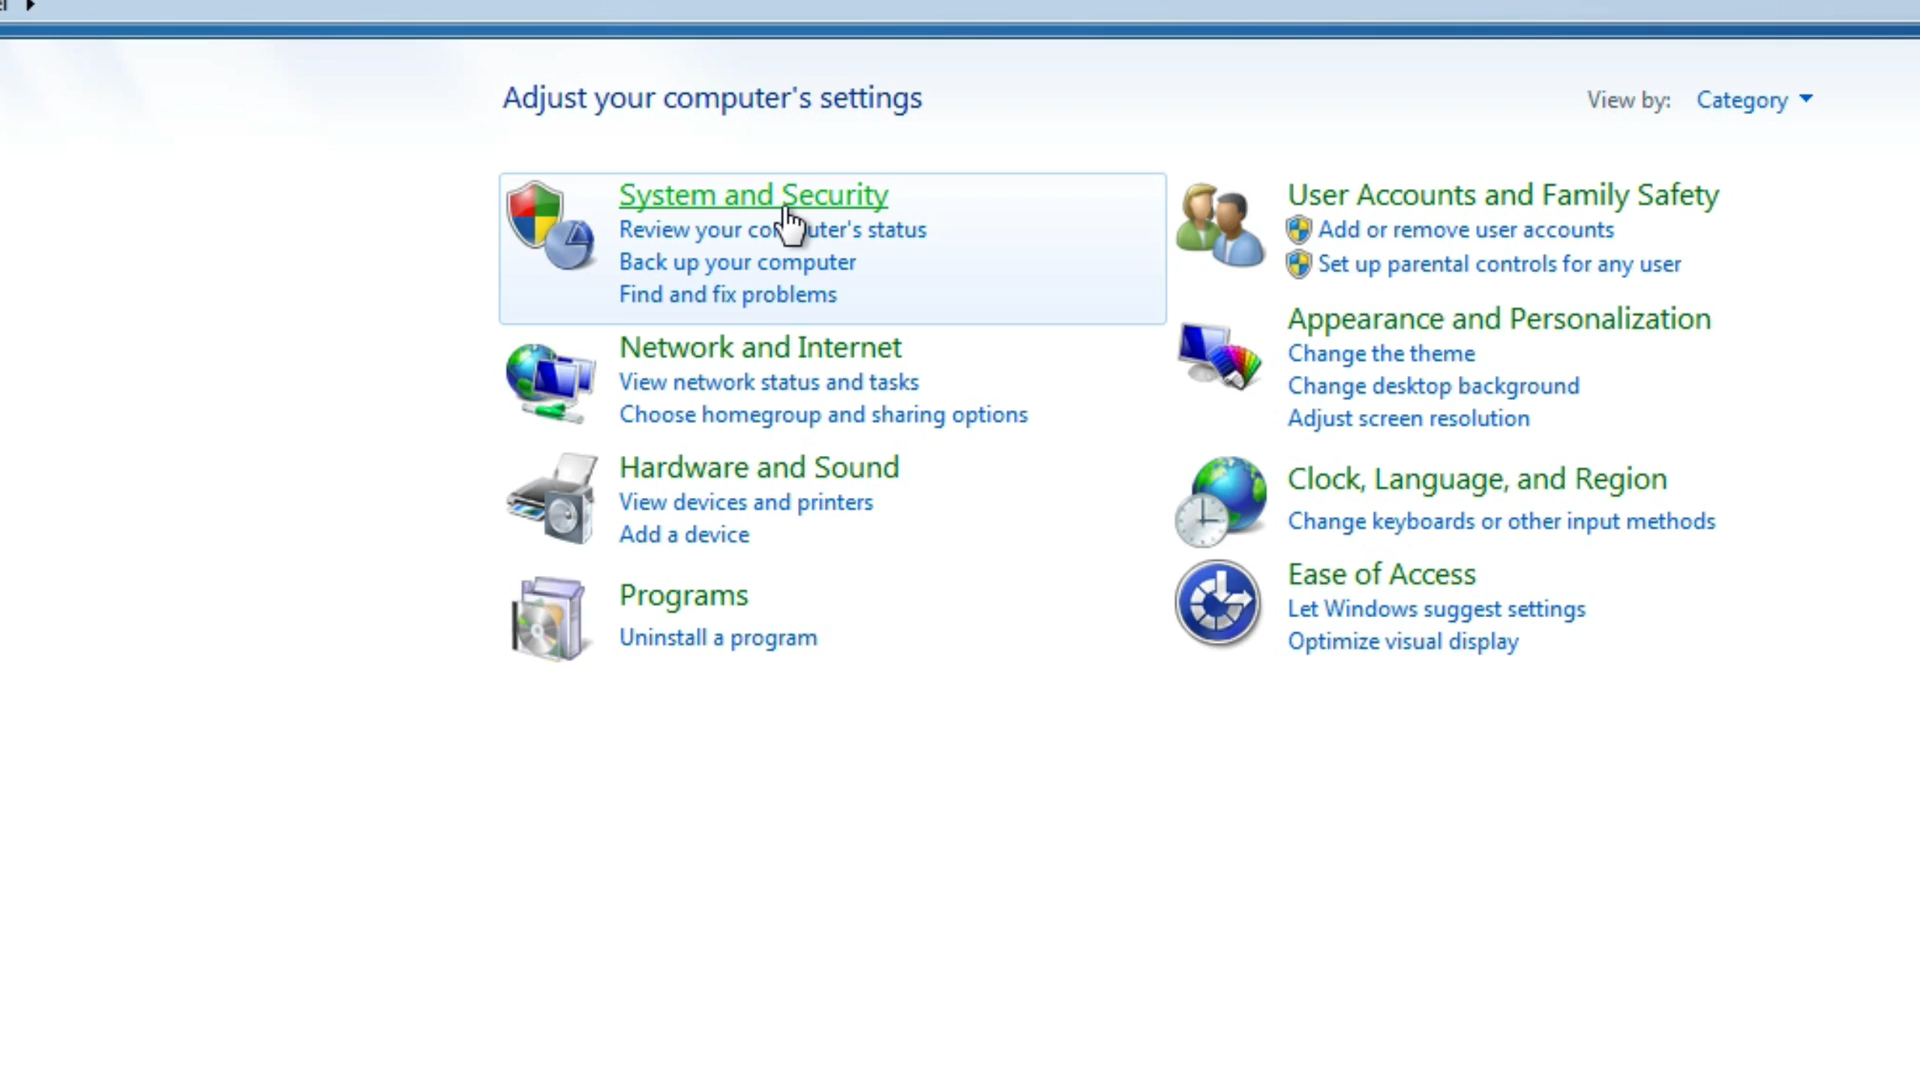 Adjust your computer's settings
View by: Category
System and Security
Review your computer's status
Back up your computer
Find and fix problems
Network and Internet
View network status and tasks
Choose homegroup and sharing options
Hardware and Sound
View devices and printers
Add a device
Programs
Uninstall a program
User Accounts and Family Safety
Add or remove user accounts
Set up parental controls for any user
Appearance and Personalization
Change the theme
Change desktop background
Adjust screen resolution
Clock, Language, and Region
Change keyboards or other input methods
Ease of Access
Let Windows suggest settings
Optimize visual display